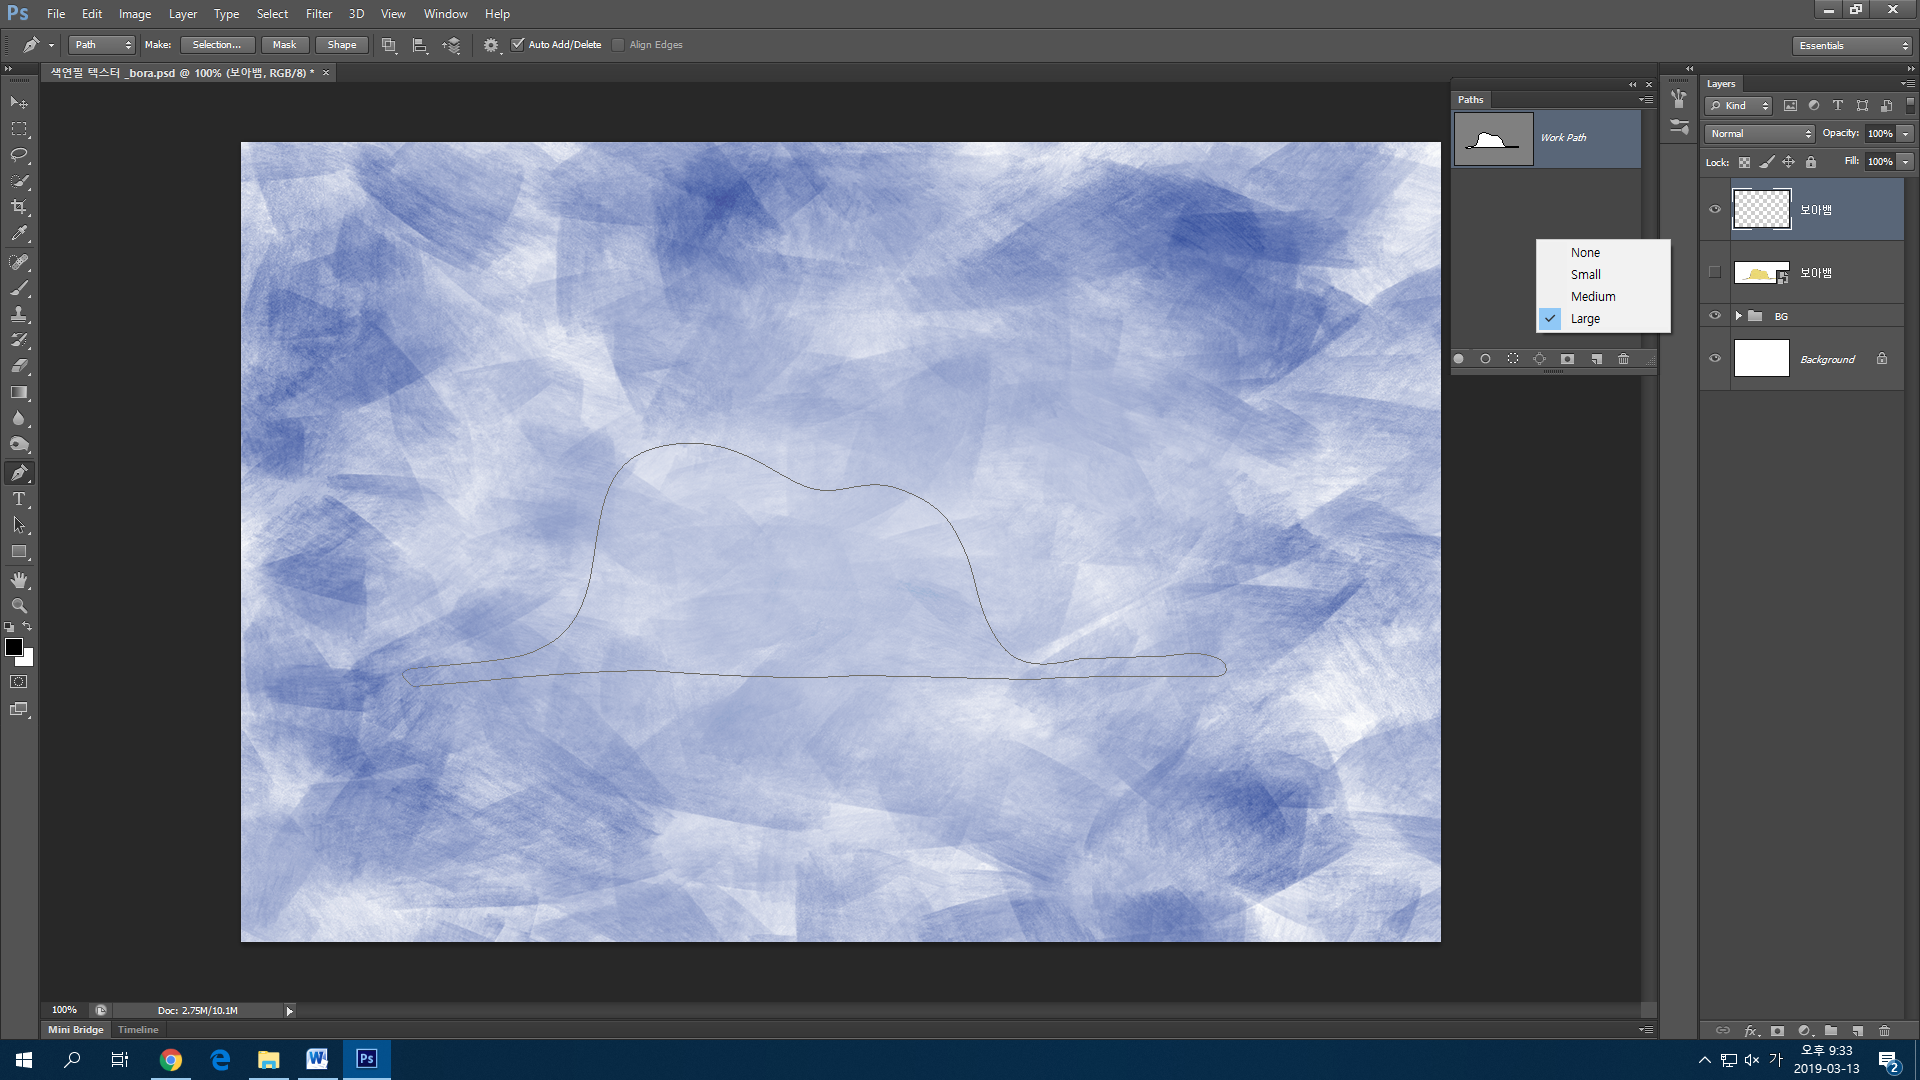 Ps File Edit Image Layer Type Select Filter 3D View Window Help
Path Make: Selection... Mask Shape Auto Add/Delete Align Edges Essentials
색연필 텍스터 _bora.psd @ 100% (보아뱀, RGB/8) *
Paths
Work Path
None
Small
Medium
Large
Layers
Kind
Normal Opacity: 100%
Lock: Fill: 100%
보아뱀
보아뱀
BG
Background
T
100% Doc: 2.75M/10.1M
Mini Bridge Timeline
fx
Ps
가
오후 9:33
2019-03-13
2